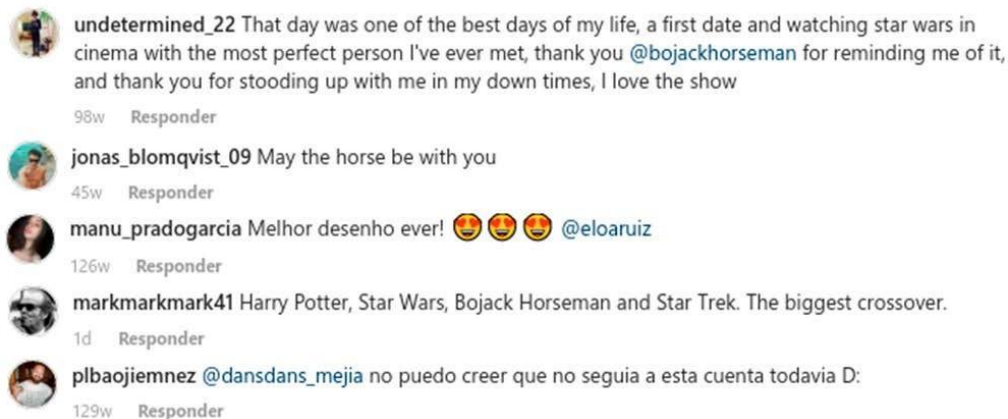 undetermined_22 That day was one of the best days of my life, a first date and watching star wars in
cinema with the most perfect person I've ever met, thank you @bojackhorseman for reminding me of it,
and thank you for stooding up with me in my down times, I love the show
98w Responder
jonas_blomqvist_09 May the horse be with you
45w Responder
manu_pradogarcia Melhor desenho ever! 😍 😍 😍 @eloaruiz
126w Responder
markmarkmark41 Harry Potter, Star Wars, Bojack Horseman and Star Trek. The biggest crossover.
1d Responder
plbaojiemnez @dansdans_mejia no puedo creer que no seguia a esta cuenta todavia D:
129w Responder